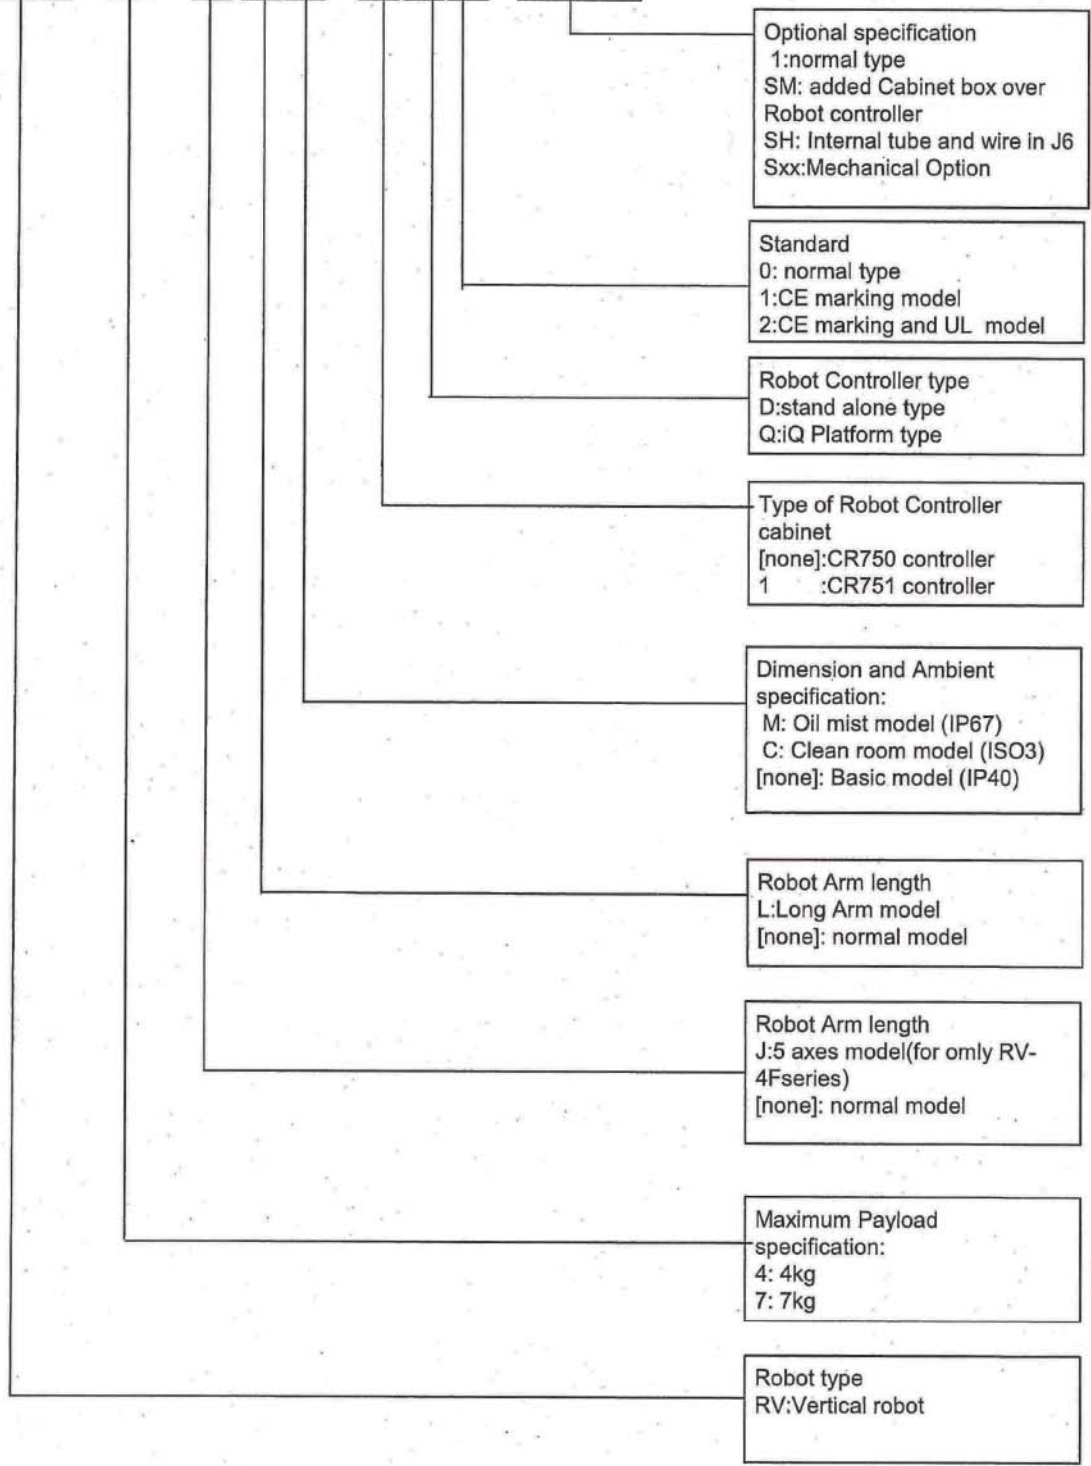 Optional specification
1:normal type
SM: added Cabinet box over
Robot controller
SH: Internal tube and wire in J6
Sxx:Mechanical Option
Standard
0: normal type
1:CE marking model
2:CE marking and UL model
Robot Controller type
D:stand alone type
Q:iQ Platform type
Type of Robot Controller
cabinet
[none]:CR750 controller
1 :CR751 controller
Dimension and Ambient
specification:
M: Oil mist model (IP67)
C: Clean room model (ISO3)
[none]: Basic model (IP40)
Robot Arm length
L:Long Arm model
[none]: normal model
Robot Arm length
J:5 axes model(for omly RV-
4Fseries)
[none]: normal model
Maximum Payload
specification:
4: 4kg
7: 7kg
Robot type
RV:Vertical robot